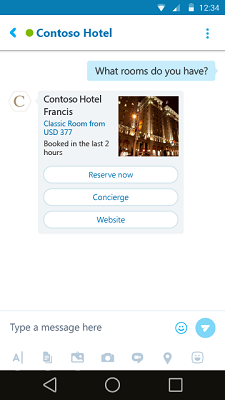 12:34
Contoso Hotel
What rooms do you have?
C
Contoso Hotel
Francis
Classic Room from
USD 377
Booked in the last 2
hours
Reserve now
Concierge
Website
Type a message here
A